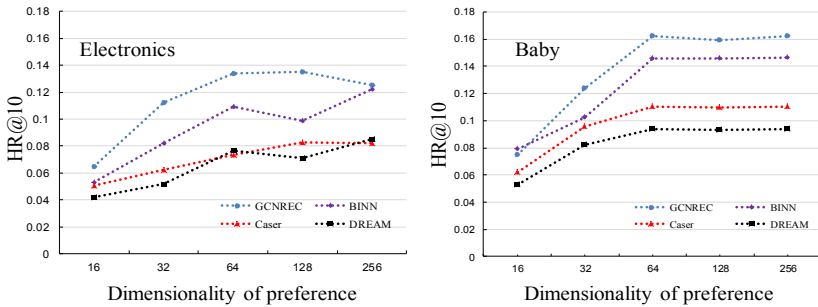 Electronics
HR@10
0.18
0.16
0.14
0.12
0.1
0.08
0.06
0.04
0.02
0
16 32 64 128 256
GCNREC BINN
Caser DREAM
Dimensionality of preference
Baby
HR@10
0.18
0.16
0.14
0.12
0.1
0.08
0.06
0.04
0.02
0
16 32 64 128 256
GCNREC BINN
Caser DREAM
Dimensionality of preference